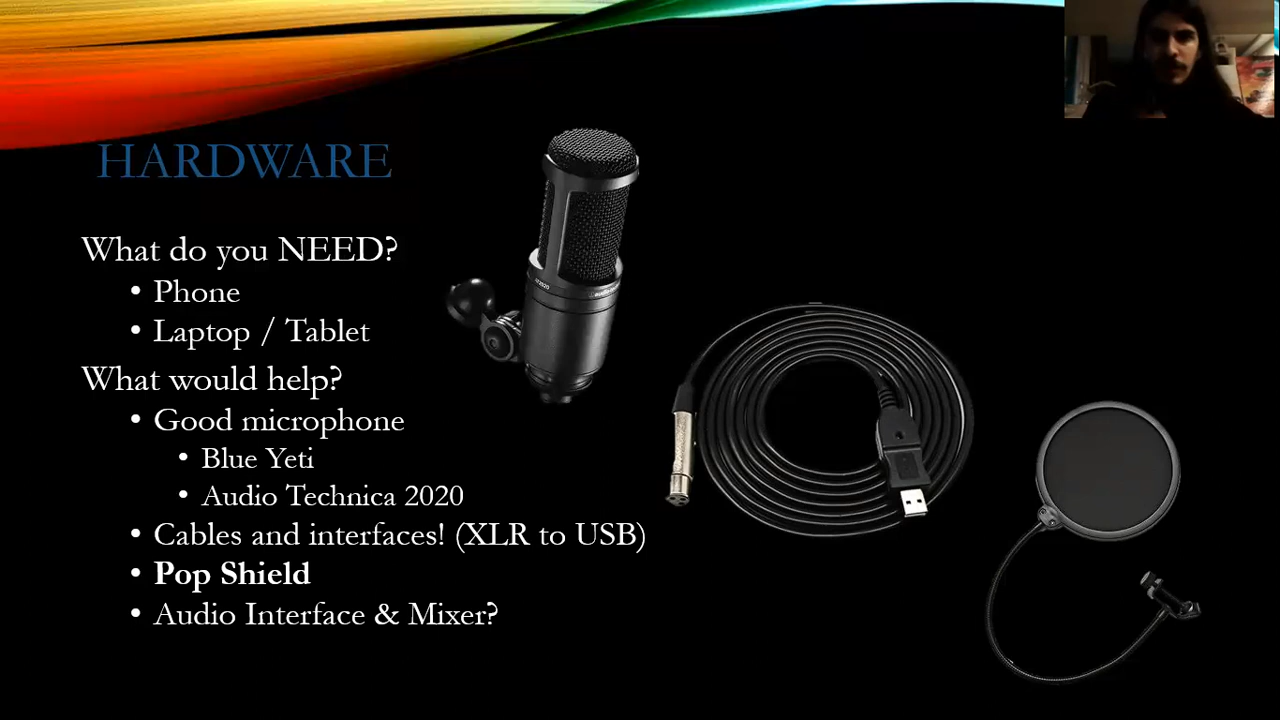 HARDWARE
What do you NEED?
• Phone
• Laptop / Tablet
What would help?
• Good microphone
• Blue Yeti
• Audio Technica 2020
• Cables and interfaces! (XLR to USB)
• Pop Shield
• Audio Interface & Mixer?